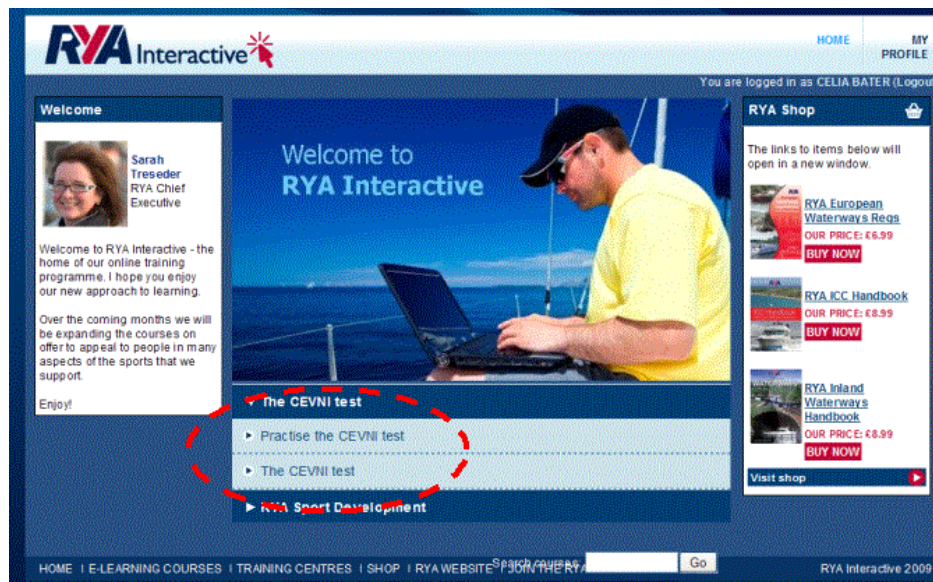 RYA Interactive
HOME
MY
PROFILE
You are logged in as CELIA BATER (Logout
Welcome
Sarah
Treseder
RYA Chief
Executive
Welcome to RYA Interactive - the
home of our online training
programme. I hope you enjoy
our new approach to learning.
Over the coming months we will
be expanding the courses on
offer to appeal to people in many
aspects of the sports that we
support.
Enjoy!
Welcome to
RYA Interactive
The CEVNI test
Practise the CEVNI test
The CEVNI test
RYA Sport Development
RYA Shop
The links to items below will
open in a new window.
RYA European
Waterways Regs
OUR PRICE: £6.99
BUY NOW
RYA ICC Handbook
OUR PRICE: £8.99
BUY NOW
RYA Inland
Waterways
Handbook
OUR PRICE: £8.99
BUY NOW
Visit shop
Search courses
Go
HOME I E-LEARNING COURSES I TRAINING CENTRES I SHOP I RYA WEBSITE I JOIN THE RYA
RYA Interactive 2009